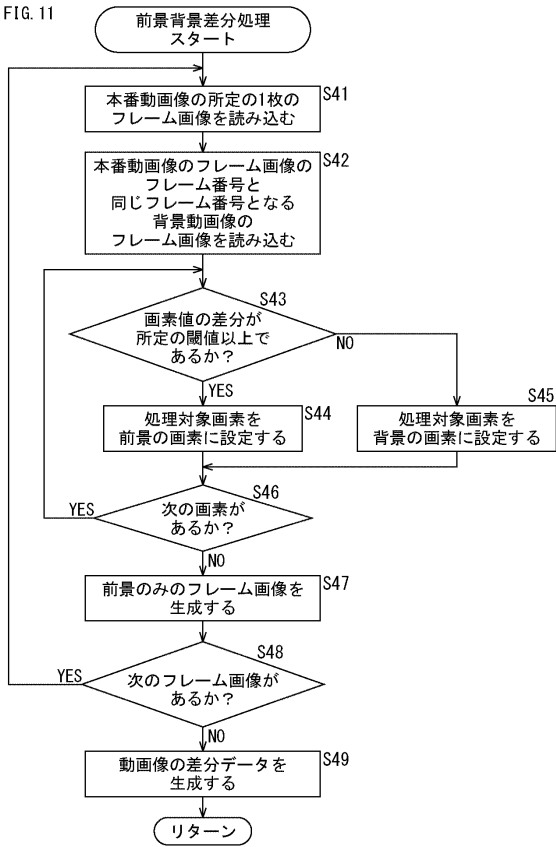 FIG. 11
前景背景差分処理
スタート
S41
本番動画像の所定の1枚の
フレーム画像を読み込む
S42
本番動画像のフレーム画像の
フレーム番号と
同じフレーム番号となる
背景動画像の
フレーム画像を読み込む
S43
画素値の差分が
所定の閾値以上で
あるか？
NO
YES
S44
処理対象画素を
前景の画素に設定する
S45
処理対象画素を
背景の画素に設定する
S46
次の画素が
あるか？
YES
NO
S47
前景のみのフレーム画像を
生成する
S48
次のフレーム画像が
あるか？
YES
NO
S49
動画像の差分データを
生成する
リターン